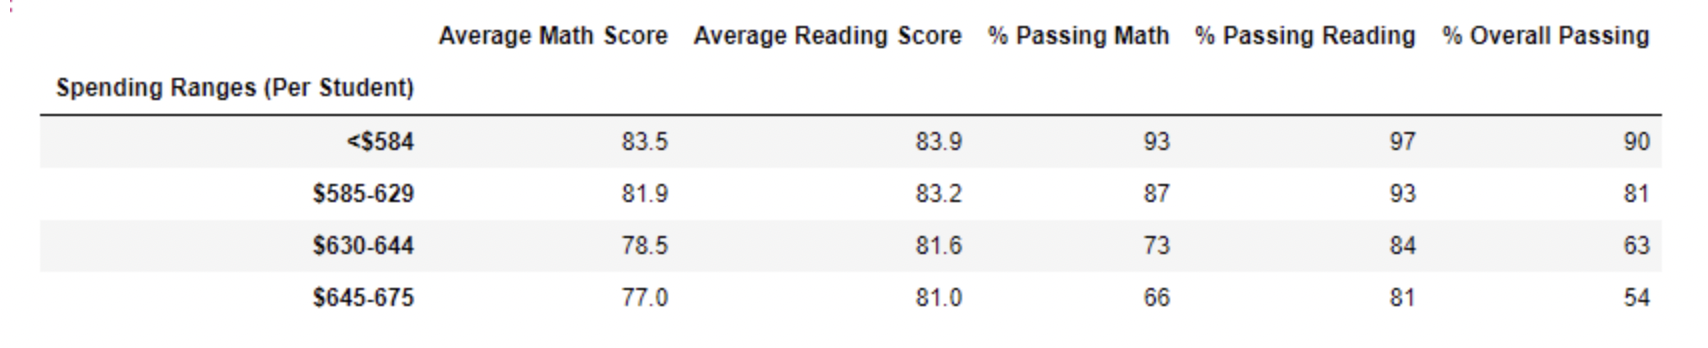 Average Math Score Average Reading Score % Passing Math % Passing Reading % Overall Passing
Spending Ranges (Per Student)
<$584 83.5 83.9 93 97 90
$585-629 81.9 83.2 87 93 81
$630-644 78.5 81.6 73 84 63
$645-675 77.0 81.0 66 81 54